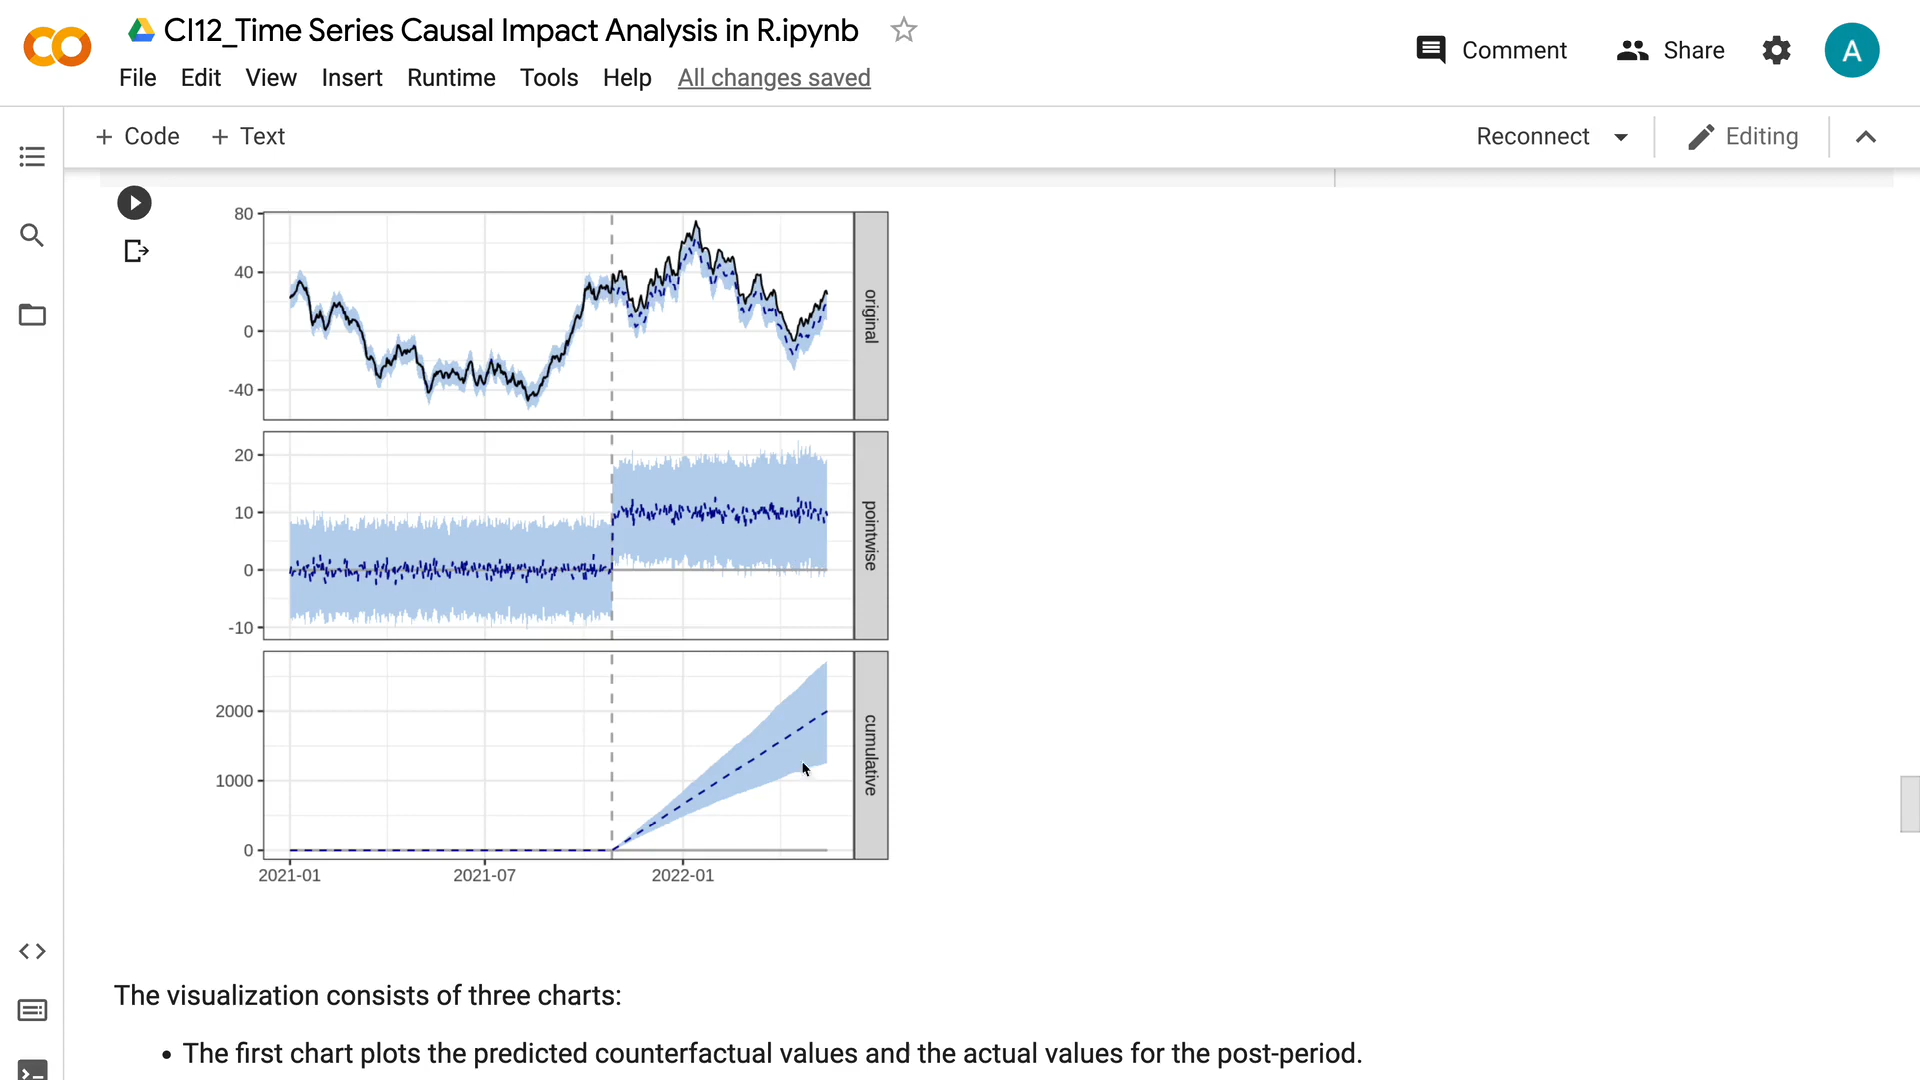 CI12_Time Series Causal Impact Analysis in R.ipynb
File Edit View Insert Runtime Tools Help All changes saved
Comment
Share
A
+ Code + Text
Reconnect
Editing
80
40
0
-40
original
20
10
0
-10
pointwise
2000
1000
0
cumulative
2021-01 2021-07 2022-01
The visualization consists of three charts:
• The first chart plots the predicted counterfactual values and the actual values for the post-period.